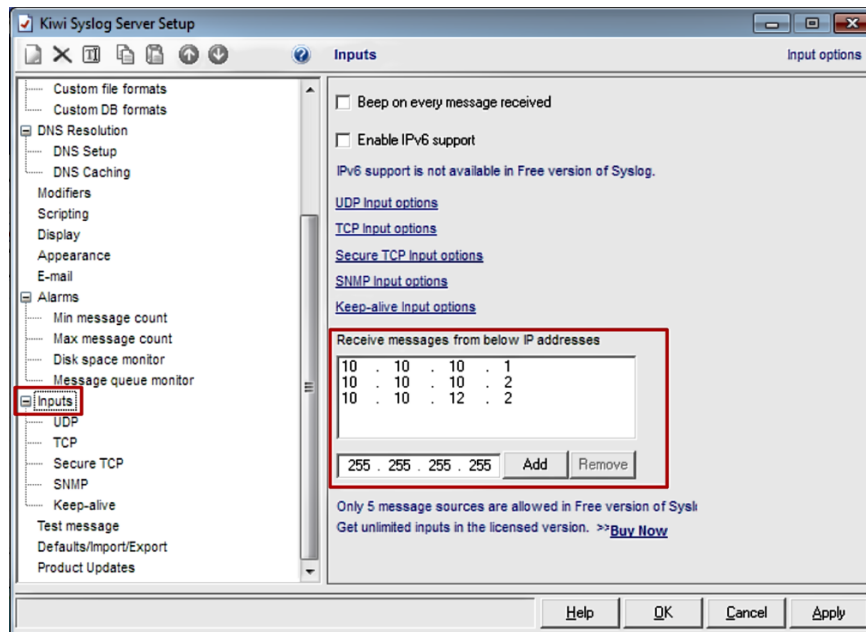 Kiwi Syslog Server Setup
Inputs
Input options
Custom file formats
Custom DB formats
DNS Resolution
DNS Setup
DNS Caching
Modifiers
Scripting
Display
Appearance
E-mail
Alarms
Min message count
Max message count
Disk space monitor
Message queue monitor
Inputs
UDP
TCP
Secure TCP
SNMP
Keep-alive
Test message
Defaults/Import/Export
Product Updates
Beep on every message received
Enable IPv6 support
IPv6 support is not available in Free version of Syslog.
UDP Input options
TCP Input options
Secure TCP Input options
SNMP Input options
Keep-alive Input options
Receive messages from below IP addresses
10 . 10 . 10 . 1
10 . 10 . 10 . 2
10 . 10 . 12 . 2
255 . 255 . 255 . 255 Add Remove
Only 5 message sources are allowed in Free version of Syslo
Get unlimited inputs in the licensed version. >>Buy Now
Help OK Cancel Apply